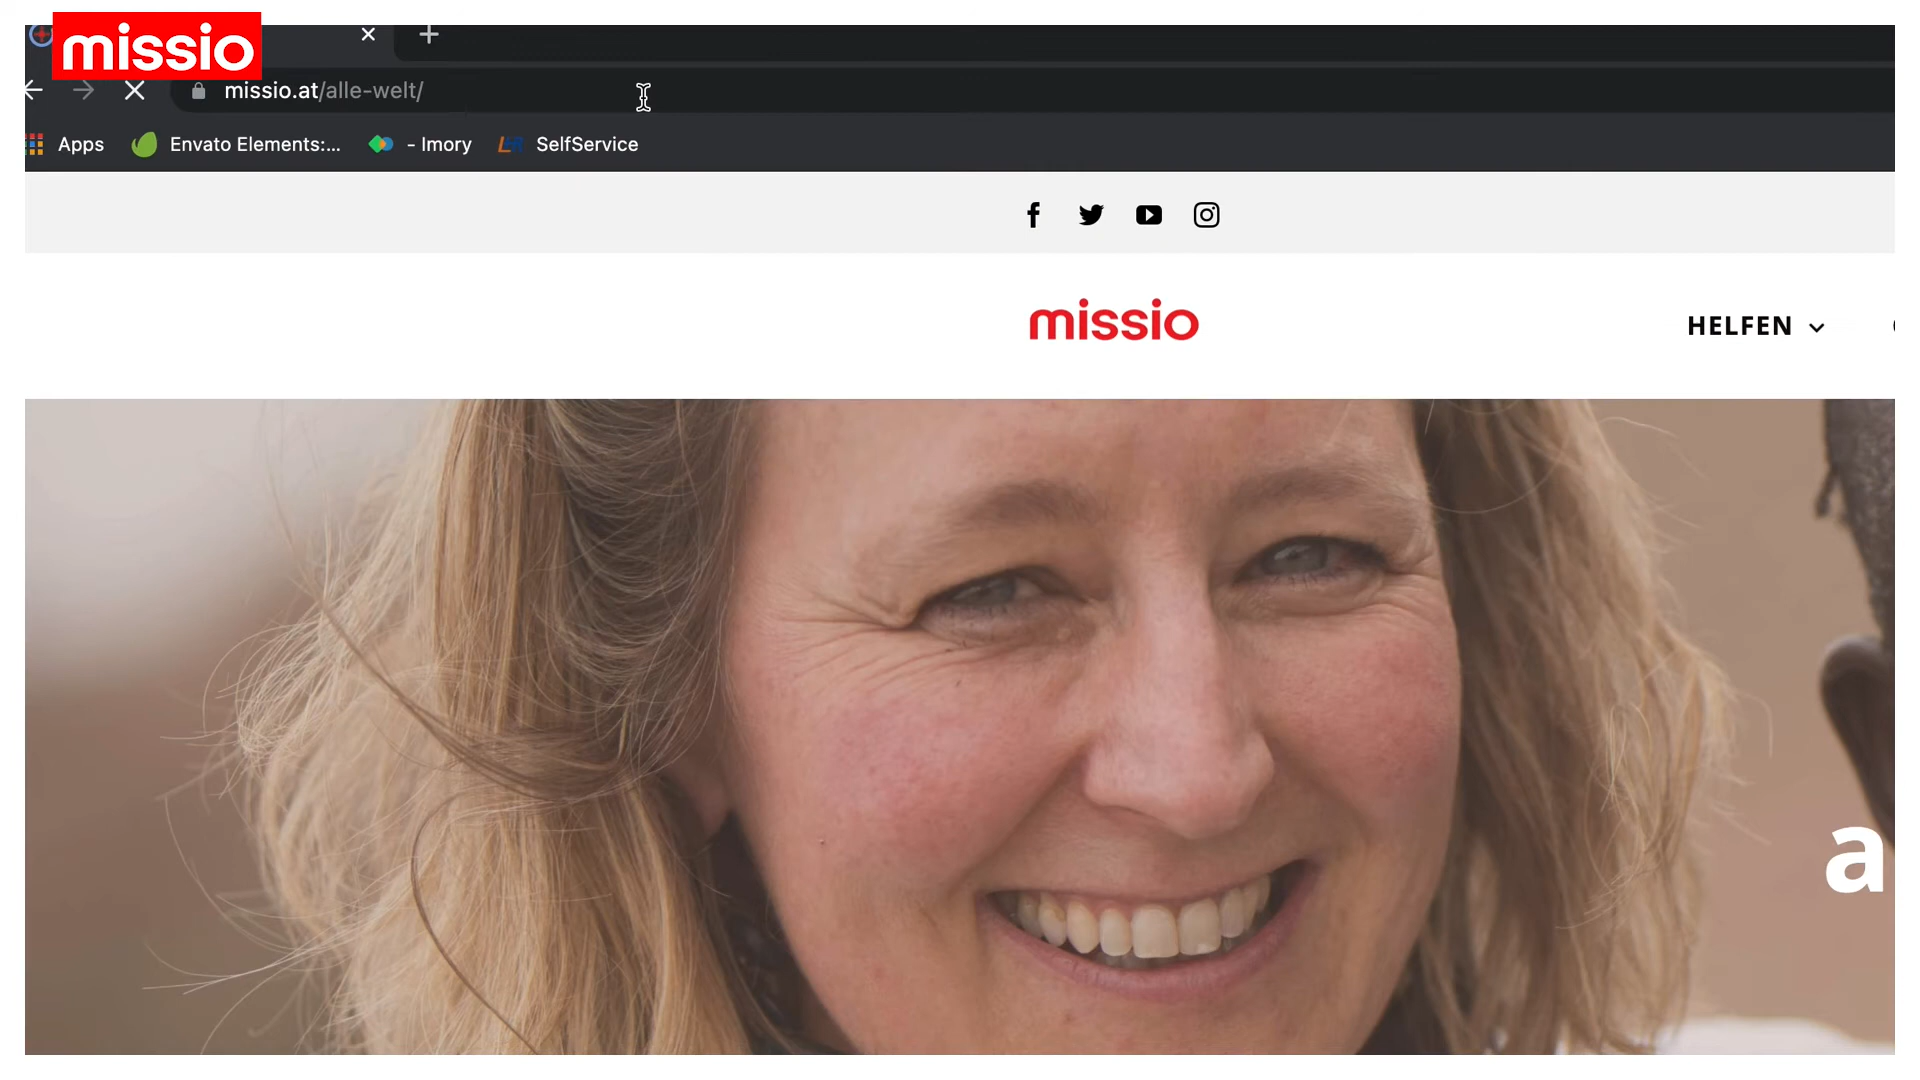 missio
missio.at/alle-welt/
Apps
Envato Elements:...
- Imory
SelfService
missio
HELFEN
a